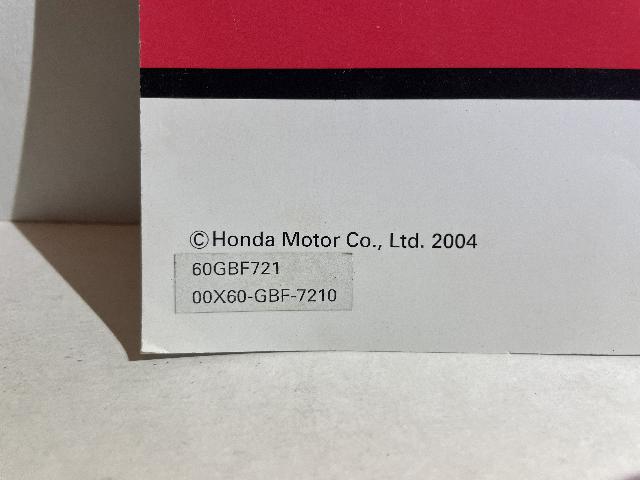 ©Honda Motor Co., Ltd. 2004
60GBF721
00X60-GBF-7210